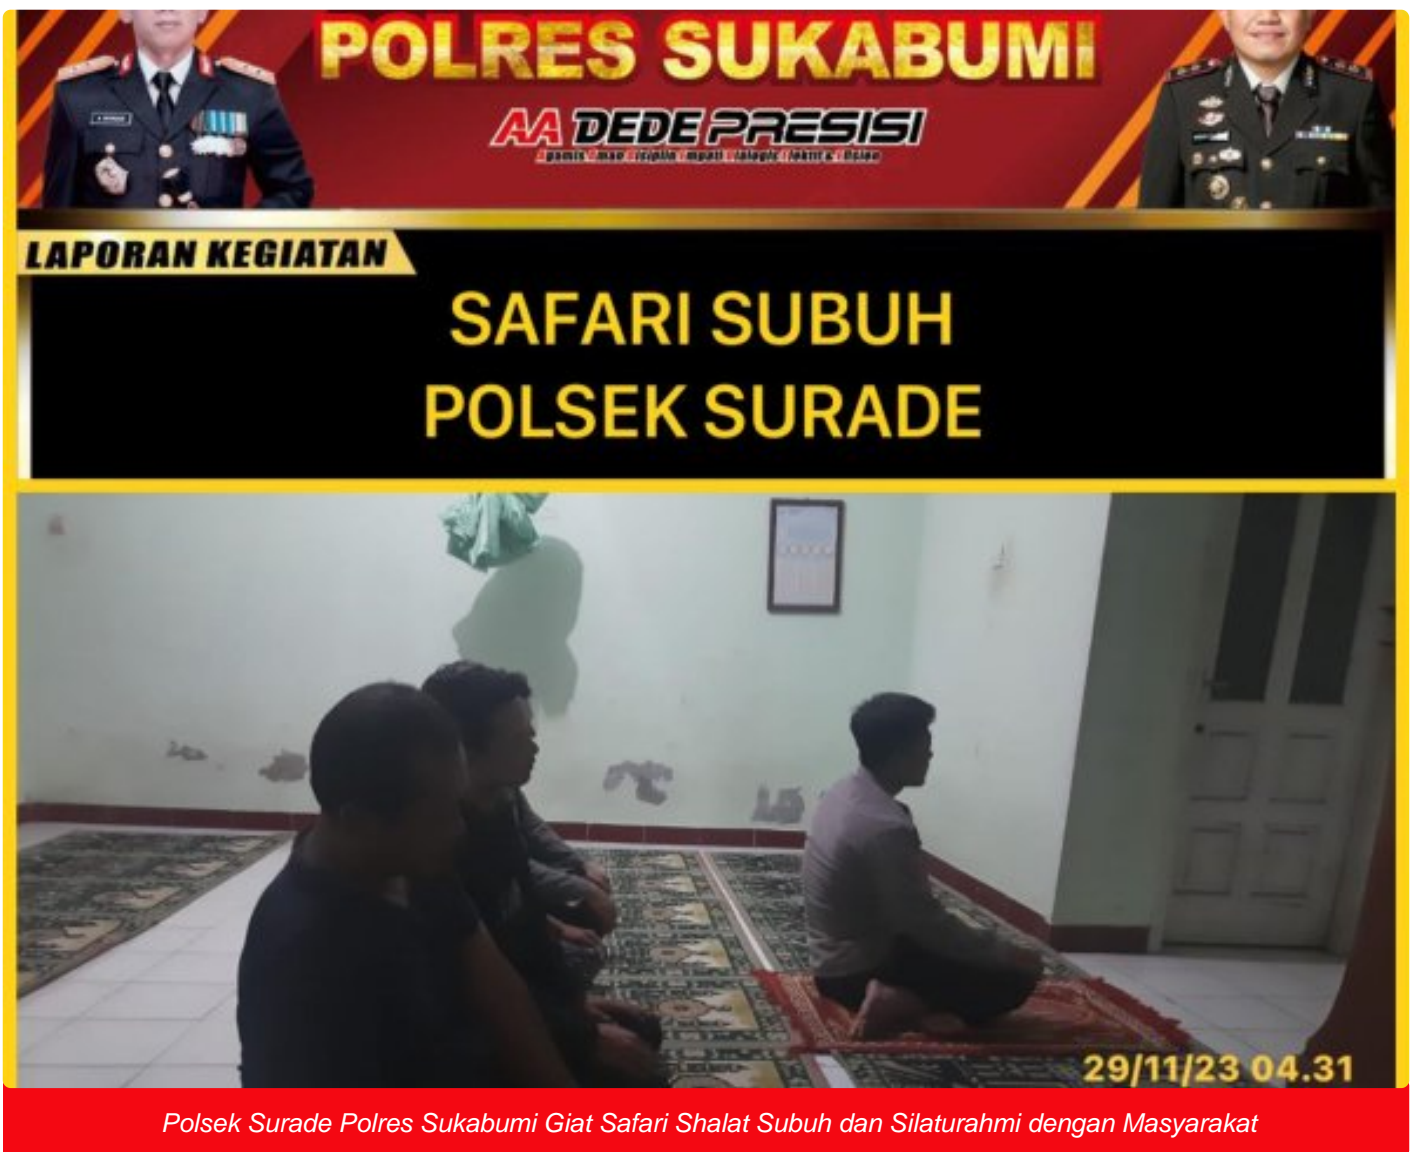 POLRES SUKABUMI
AA DEDE PRESISI
LAPORAN KEGIATAN
SAFARI SUBUH
POLSEK SURADE
29/11/23 04.31
Polsek Surade Polres Sukabumi Giat Safari Shalat Subuh dan Silaturahmi dengan Masyarakat